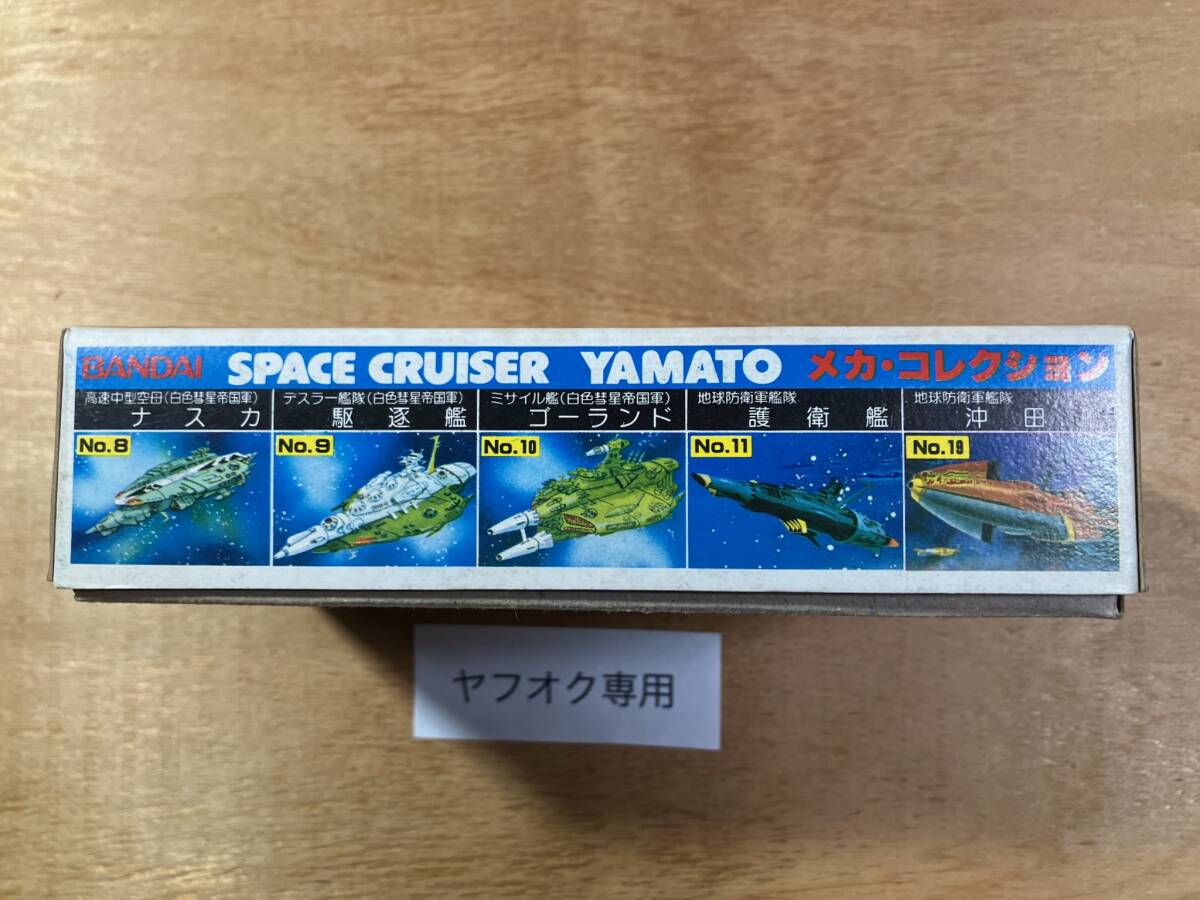 BANDAI SPACE CRUISER YAMATO メカ・コレクション
高速中型空母(白色彗星帝国軍)
ナスカ
No.8
テスラー艦隊(白色彗星帝国軍)
駆逐艦
No.9
ミサイル艦(白色彗星帝国軍)
ゴーランド
No.10
地球防衛軍艦隊
護衛艦
No.11
地球防衛軍艦隊
沖田
No.19
ヤフオク専用